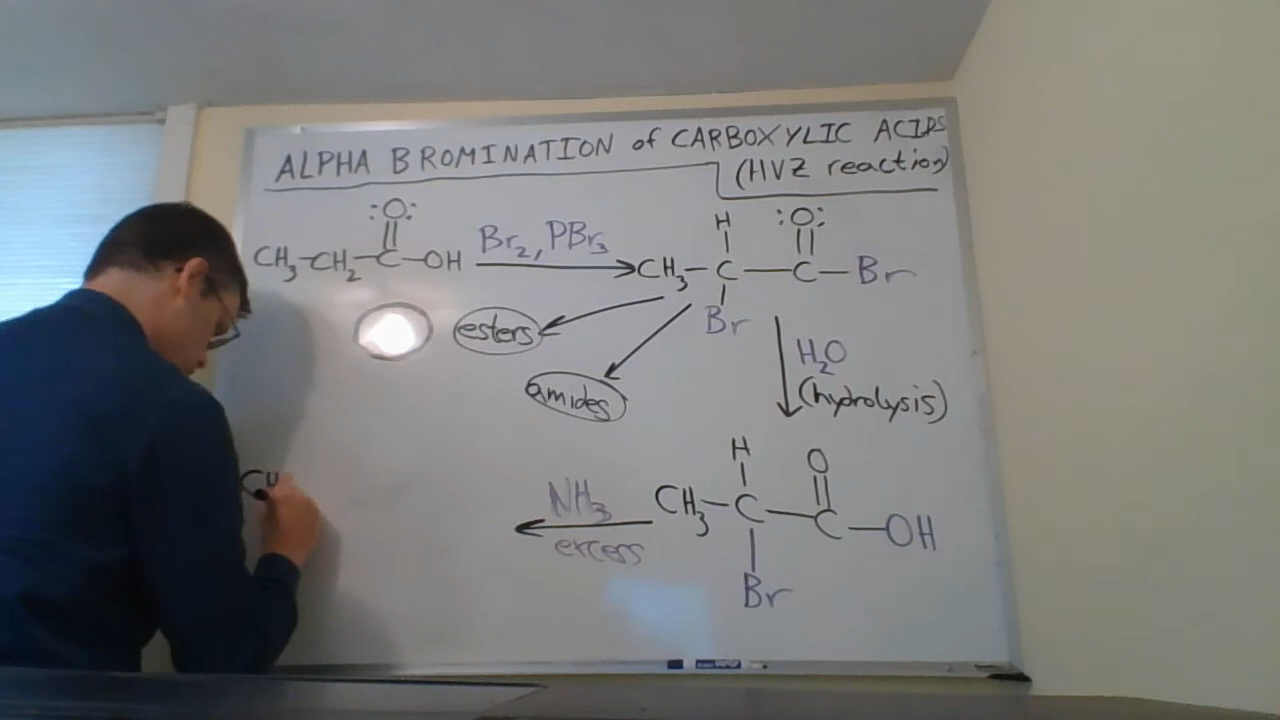 ALPHA BROMINATION of CARBOXYLIC ACIDS
(HVZ reaction)
:O:
CH3-CH2-C-OH
Br2, PBr3
H
:O:
CH3-C-C-Br
Br
esters
amides
H2O
(hydrolysis)
NH3
excess
H
O
CH3-C-C-OH
Br
CH